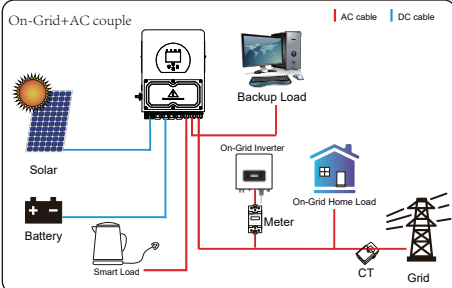 On-Grid+AC couple
AC cable
DC cable
Backup Load
On-Grid Inverter
Solar
On-Grid Home Load
Meter
Battery
Smart Load
CT
Grid